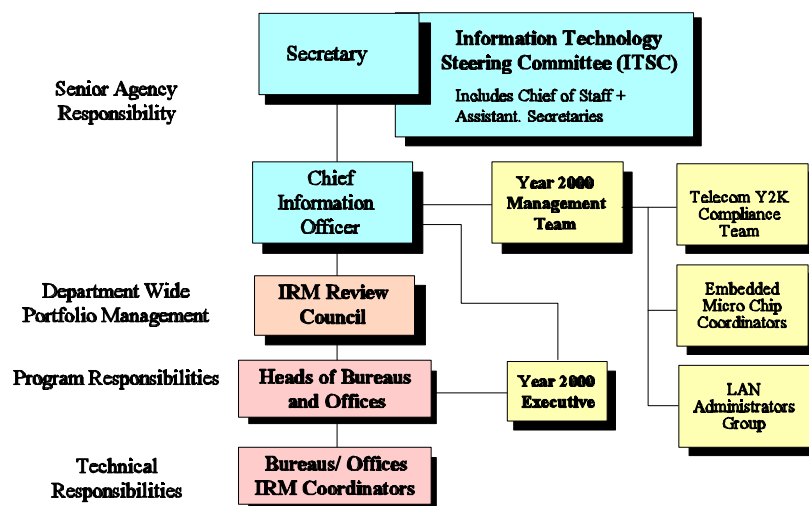 Secretary
Information Technology
Steering Committee (ITSC)
Includes Chief of Staff +
Assistant. Secretaries
Senior Agency
Responsibility
Chief
Information
Officer
Year 2000
Management
Team
Telecom Y2K
Compliance
Team
Department Wide
Portfolio Management
IRM Review
Council
Embedded
Micro Chip
Coordinators
Program Responsibilities
Heads of Bureaus
and Offices
Year 2000
Executive
LAN
Administrators
Group
Technical
Responsibilities
Bureaus/ Offices
IRM Coordinators